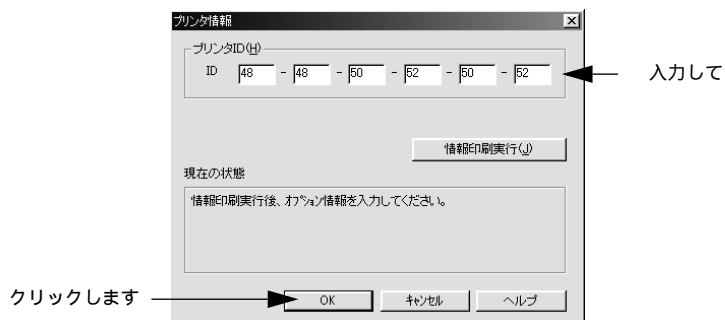 プリンタ情報
プリンタID(H)
ID 48 - 48 - 50 - 52 - 50 - 52
入力して
情報印刷実行(J)
現在の状態
情報印刷実行後、オプション情報を入力してください。
クリックします
OK キャンセル ヘルプ